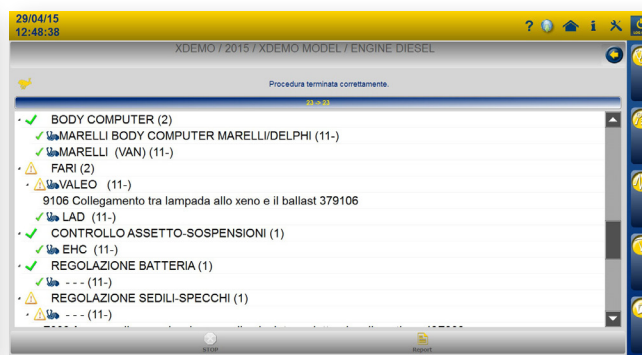 29/04/15
12:48:38
XDEMO / 2015 / XDEMO MODEL / ENGINE DIESEL
Procedura terminata correttamente.
23 -> 23
BODY COMPUTER (2)
MARELLI BODY COMPUTER MARELLI/DELPHI (11-)
MARELLI (VAN) (11-)
FARI (2)
VALEO (11-)
9106 Collegamento tra lampada allo xeno e il ballast 379106
LAD (11-)
CONTROLLO ASSETTO-SOSPENSIONI (1)
EHC (11-)
REGOLAZIONE BATTERIA (1)
- - - (11-)
REGOLAZIONE SEDILI-SPECCHI (1)
- - - (11-)
STOP Report